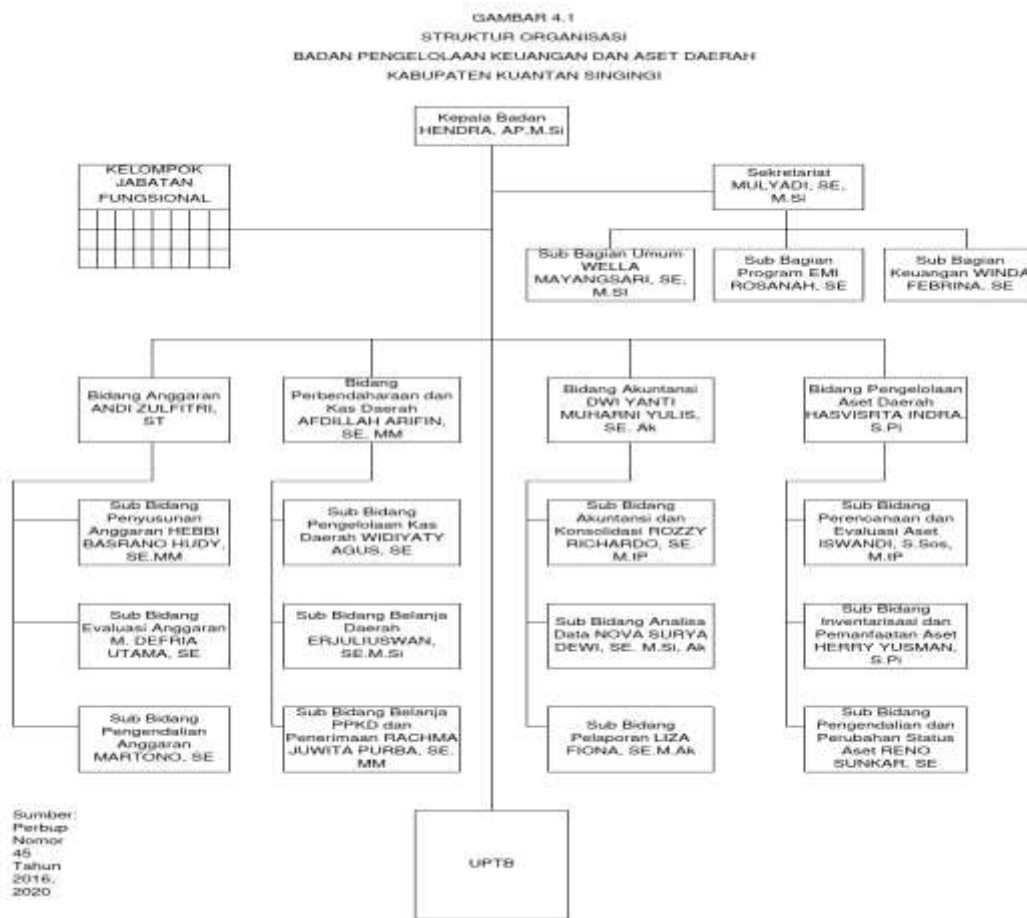 GAMBAR 4.1
STRUKTUR ORGANISASI
BADAN PENGELOLAAN KEUANGAN DAN ASET DAERAH
KABUPATEN KUANTAN SINGINGI
Kepala Badan
HENDRA, AP,M.Si
KELOMPOK
JABATAN
FUNGSIONAL
Sekretariat
MULYADI, SE,
M.Si
Sub Bagian Umum
WELLA
MAYANGSARI, SE,
M.Si
Sub Bagian
Program EMI
ROSANAH, SE
Sub Bagian
Keuangan WINDA
FEBRINA, SE
Bidang Anggaran
ANDI ZULFITRI,
ST
Bidang
Perbendaharaan dan
Kas Daerah
AFDILLAH ARIFIN,
SE, MM
Bidang Akuntansi
DWI YANTI
MUHARNI YULIS,
SE. Ak
Bidang Pengelolaan
Aset Daerah
HASVISRTA INDRA,
S.Pi
Sub Bidang
Penyusunan
Anggaran HEBBI
BASRANO HUDY,
SE.MM
Sub Bidang
Pengelolaan Kas
Daerah WIDIYATY
AGUS, SE
Sub Bidang
Akuntansi dan
Konsolidasi ROZZY
RICHARDO, SE.
M.IP
Sub Bidang
Perencanaan dan
Evaluasi Aset
ISWANDI, S.Sos,
M.IP
Sub Bidang
Evaluasi Anggaran
M. DEFRIA
UTAMA, SE
Sub Bidang Belanja
Daerah
ERJULIUSWAN,
SE.M.Si
Sub Bidang Analisa
Data NOVA SURYA
DEWI, SE. M.Si, Ak
Sub Bidang
Inventarisasi dan
Pemanfaatan Aset
HERRY YUSMAN,
S.Pi
Sub Bidang
Pengendalian
Anggaran
MARTONO, SE
Sub Bidang Belanja
PPKD dan
Penerimaan RACHMA
JUWITA PURBA, SE.
MM
Sub Bidang
Pelaporan LIZA
FIONA, SE.M.Ak
Sub Bidang
Pengendalian dan
Perubahan Status
Aset RENO
SUNKAR, SE
Sumber:
Perbup
Nomor
45
Tahun
2016,
2020
UPTB